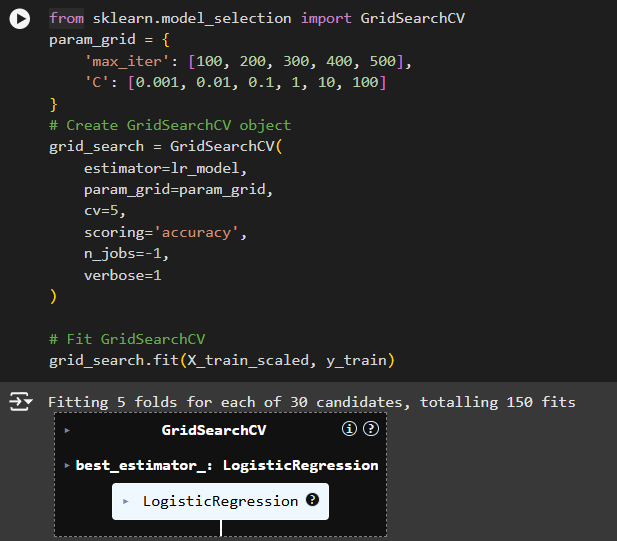 from sklearn.model_selection import GridSearchCV
param_grid = {
    'max_iter': [100, 200, 300, 400, 500],
    'C': [0.001, 0.01, 0.1, 1, 10, 100]
}
# Create GridSearchCV object
grid_search = GridSearchCV(
    estimator=lr_model,
    param_grid=param_grid,
    cv=5,
    scoring='accuracy',
    n_jobs=-1,
    verbose=1
)
# Fit GridSearchCV
grid_search.fit(X_train_scaled, y_train)
Fitting 5 folds for each of 30 candidates, totalling 150 fits
GridSearchCV i ?
best_estimator_: LogisticRegression
LogisticRegression ?